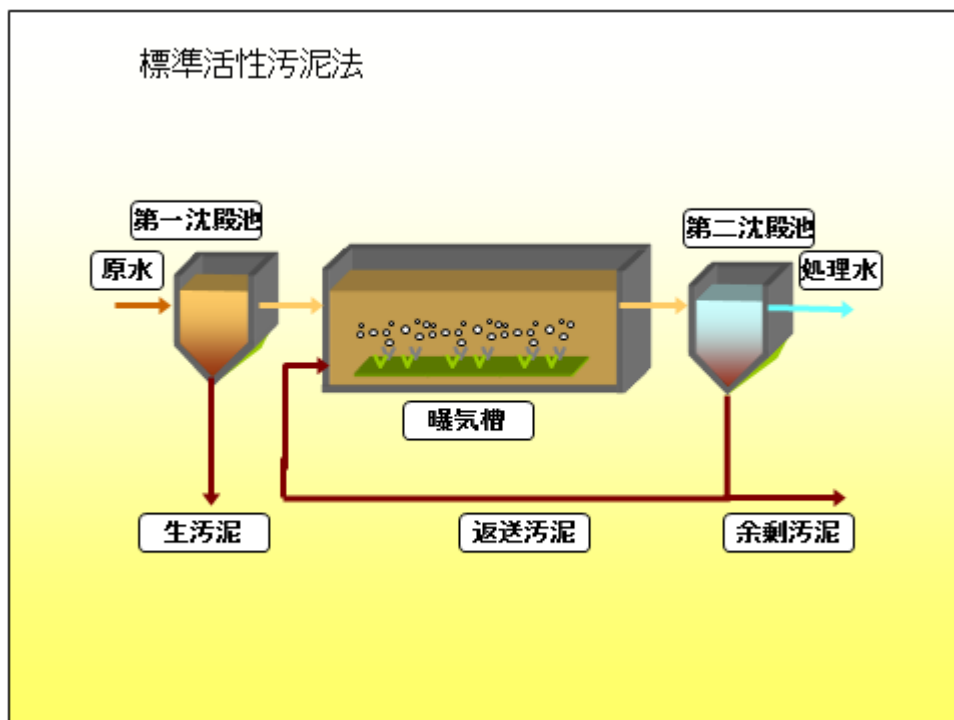 標準活性汚泥法
第一沈殿池
第二沈殿池
原水
処理水
曝気槽
生汚泥
返送汚泥
余剰汚泥